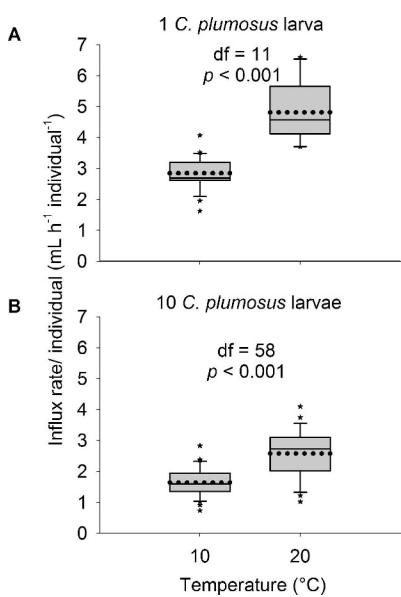 A
1 C. plumosus larva
df = 11
p < 0.001
7
6
5
4
3
2
1
0
Influx rate/ individual (mL h⁻¹ individual⁻¹)
B
10 C. plumosus larvae
df = 58
p < 0.001
7
6
5
4
3
2
1
0
10 20
Temperature (°C)